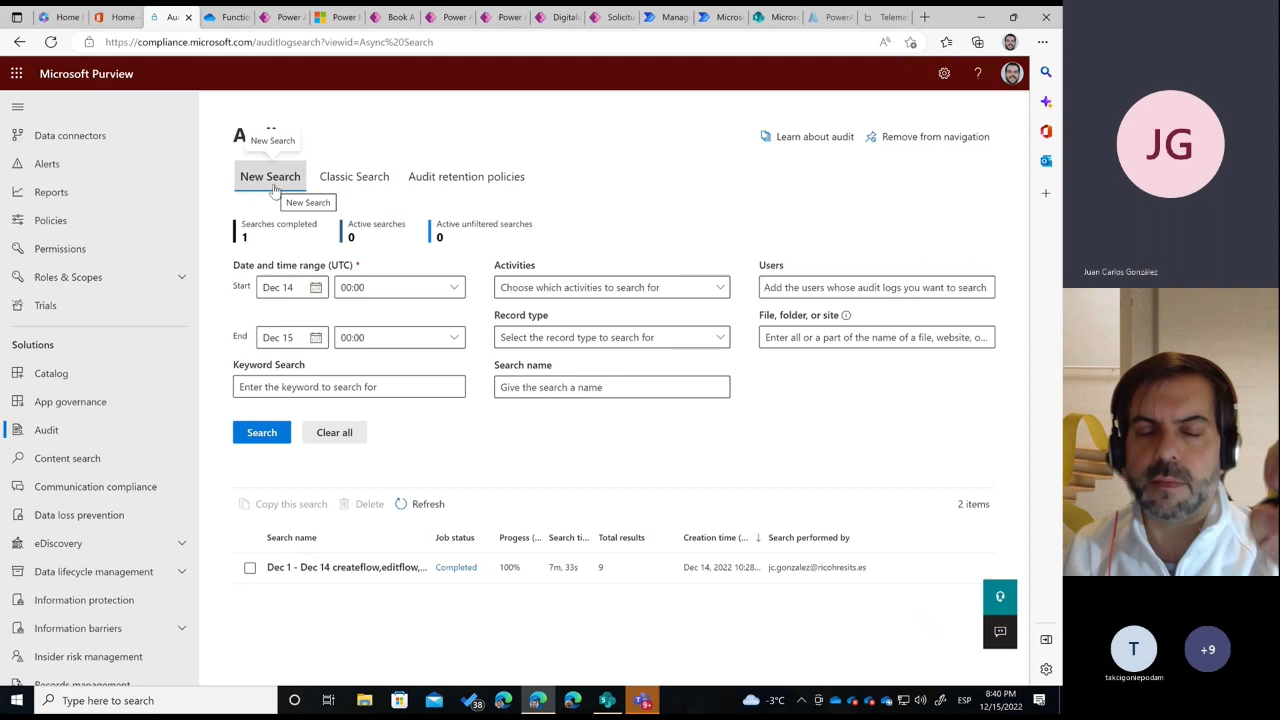 Home
Home
Au
Functio
Power A
Power I
Book A
Power A
Power A
Digitali
Solicitu
Manag
Micros
Micros
PowerA
Teleme
https://compliance.microsoft.com/auditlogsearch?viewid=Async%20Search
Microsoft Purview
Data connectors
Alerts
Reports
Policies
Permissions
Roles & Scopes
Trials
Solutions
Catalog
App governance
Audit
Content search
Communication compliance
Data loss prevention
eDiscovery
Data lifecycle management
Information protection
Information barriers
Insider risk management
Records management
New Search
Learn about audit
Remove from navigation
New Search
Classic Search
Audit retention policies
New Search
Searches completed
1
Active searches
0
Active unfiltered searches
0
Date and time range (UTC) *
Activities
Users
Start
Dec 14
00:00
Choose which activities to search for
Add the users whose audit logs you want to search
Record type
File, folder, or site
End
Dec 15
00:00
Select the record type to search for
Enter all or a part of the name of a file, website, o...
Keyword Search
Search name
Enter the keyword to search for
Give the search a name
Search
Clear all
Copy this search
Delete
Refresh
2 items
Search name
Job status
Progess (...
Search ti...
Total results
Creation time (...
Search performed by
Dec 1 - Dec 14 createflow,editflow,...
Completed
100%
7m, 33s
9
Dec 14, 2022 10:28...
jc.gonzalez@ricohresits.es
JG
Juan Carlos González
T
+9
takcigoniepodam
Type here to search
38
9+
-3°C
ESP
8:40 PM
12/15/2022